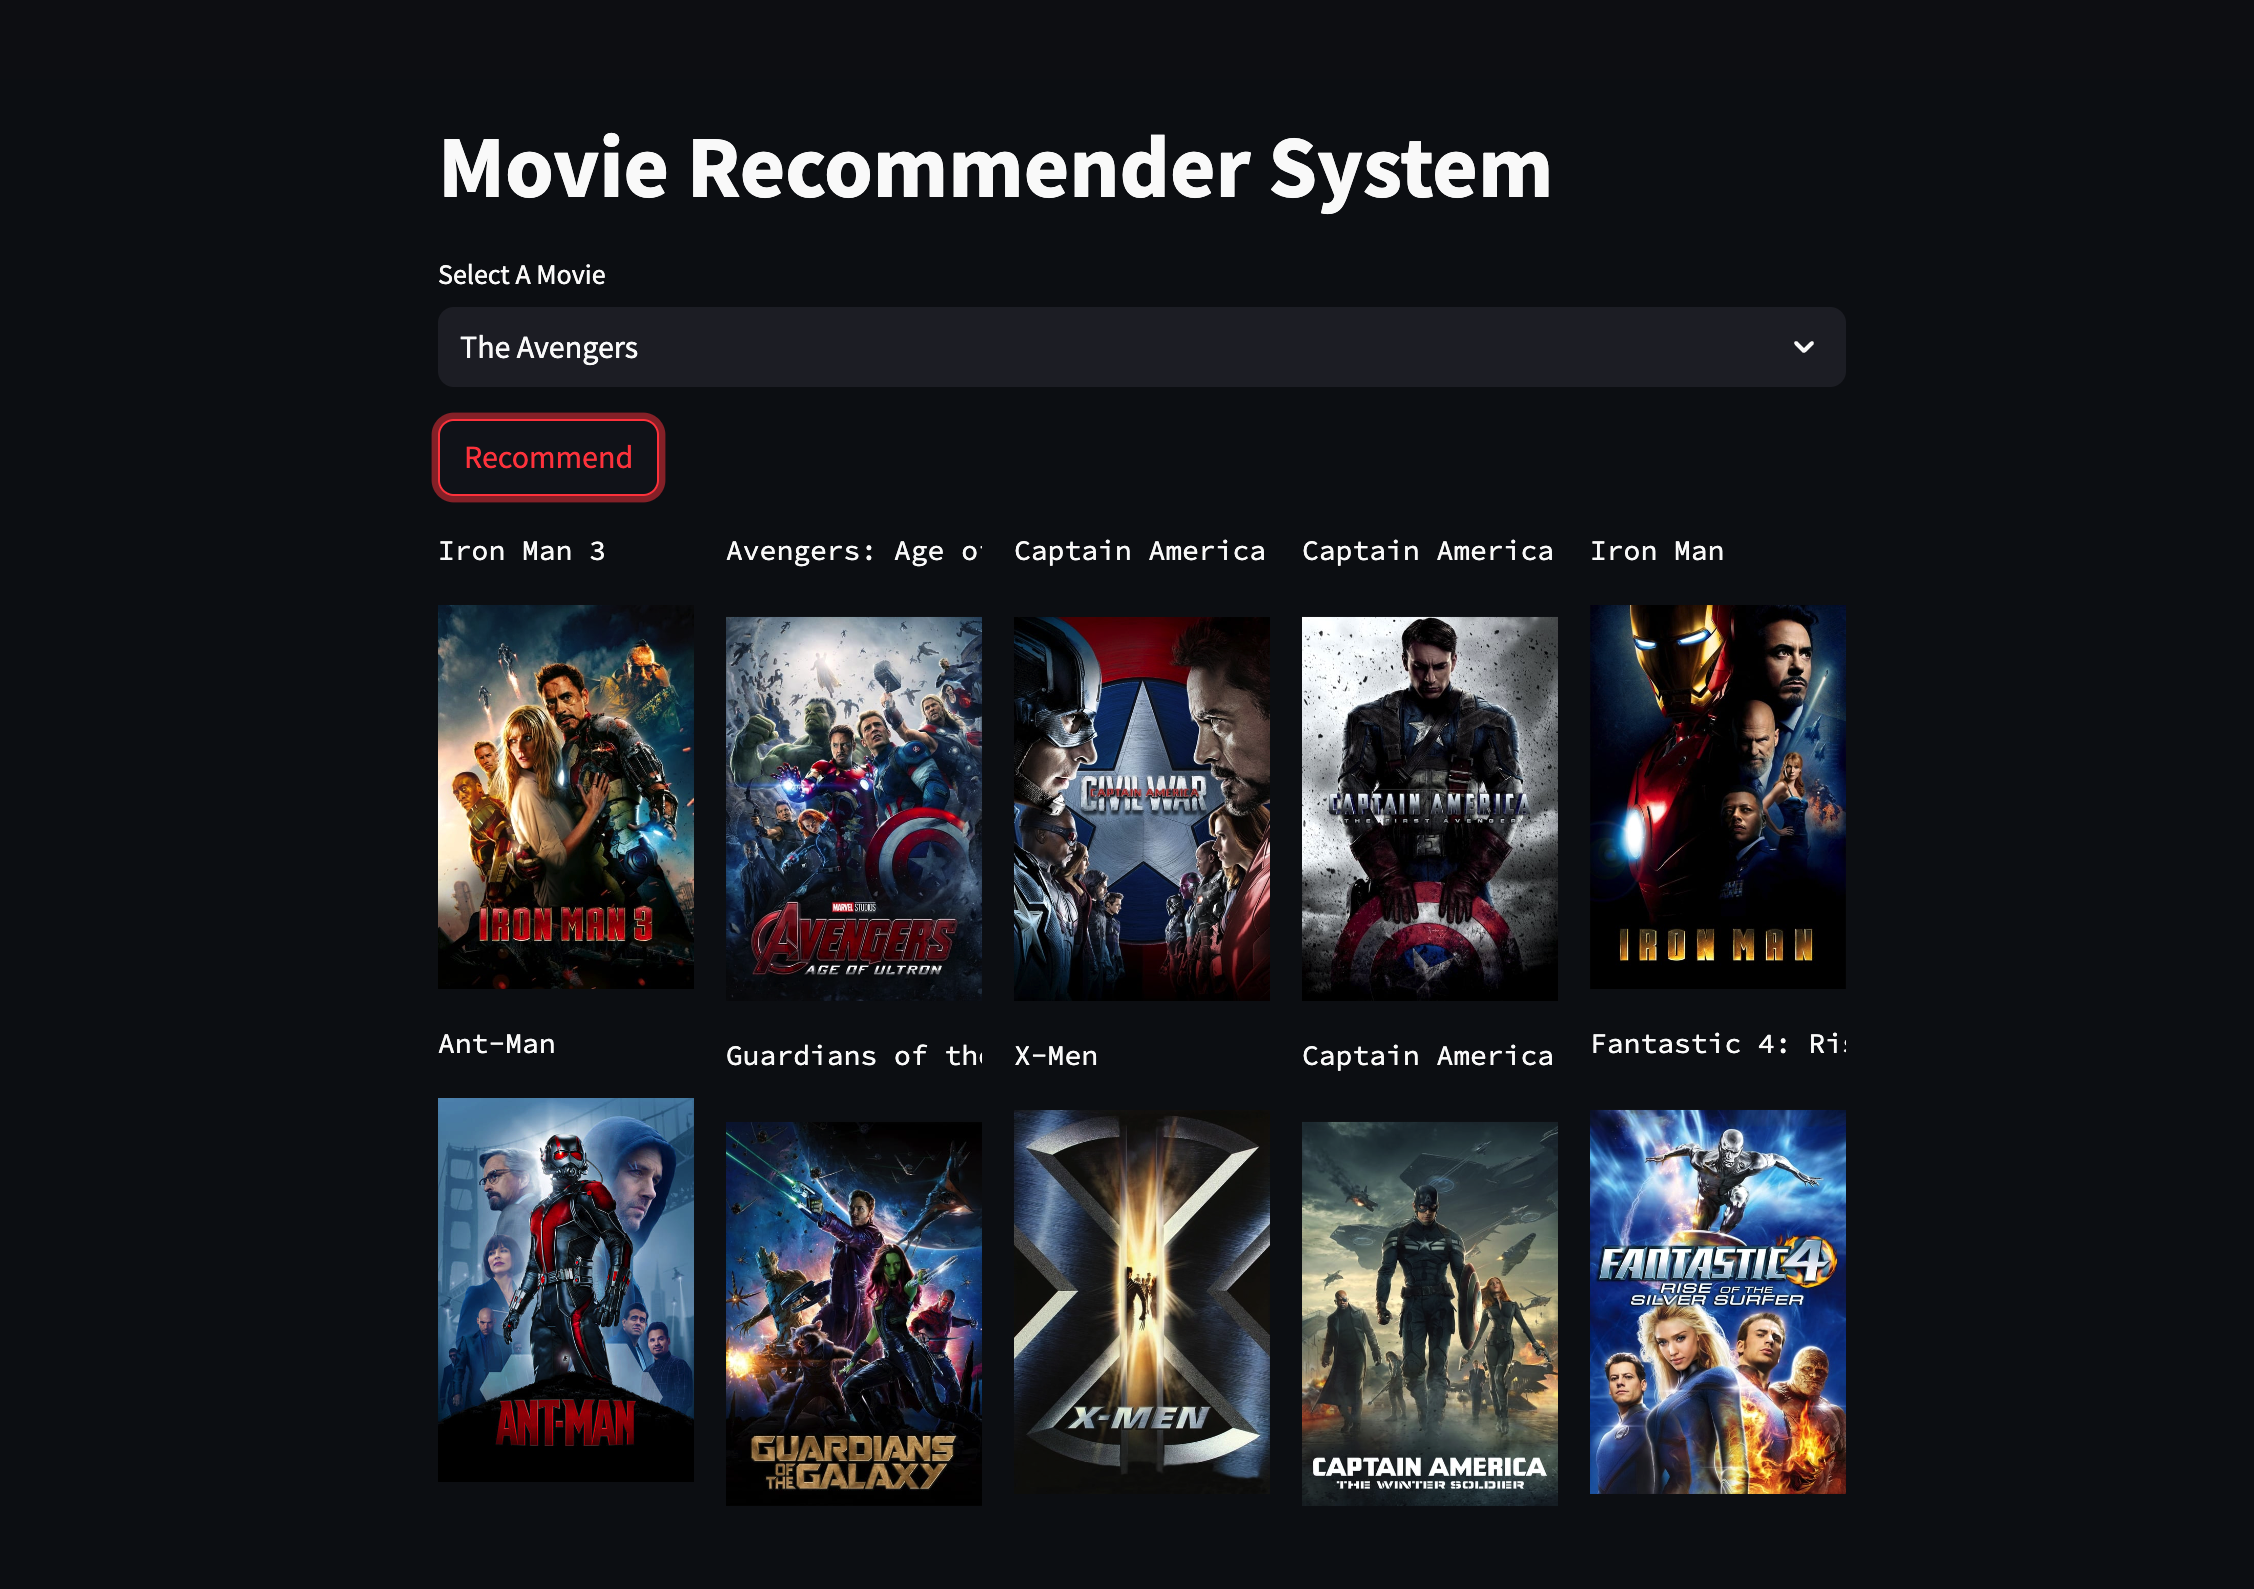 Movie Recommender System
Select A Movie
The Avengers
Recommend
Iron Man 3
Avengers: Age of
Captain America
Captain America
Iron Man
IRON MAN 3
MARVEL STUDIOS
AVENGERS
AGE OF ULTRON
CIVIL WAR
CAPTAIN AMERICA
CAPTAIN AMERICA
THE FIRST AVENGER
IRON MAN
Ant-Man
Guardians of the
X-Men
Captain America
Fantastic 4: Ris
ANT-MAN
GUARDIANS
OF THE GALAXY
X-MEN
CAPTAIN AMERICA
THE WINTER SOLDIER
FANTASTIC 4
RISE OF THE
SILVER SURFER